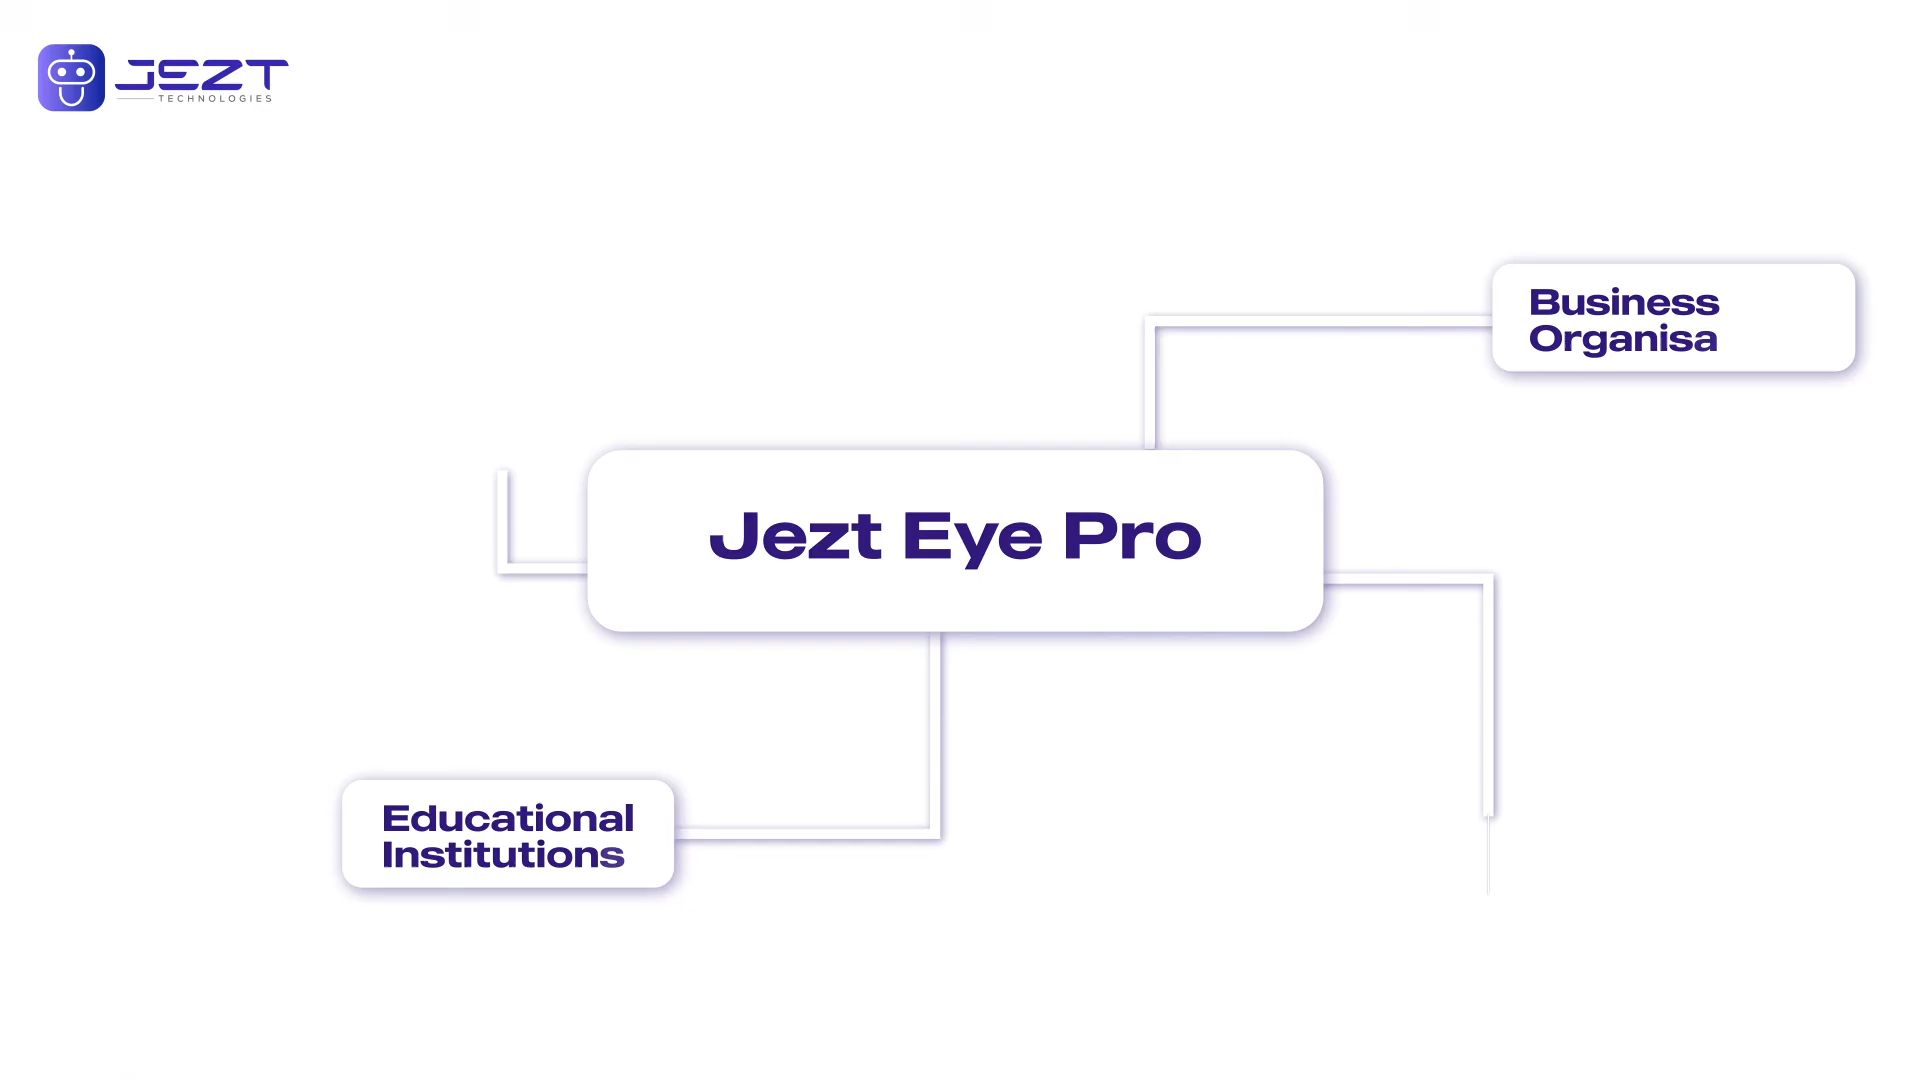 JEZT
TECHNOLOGIES
Business
Organisa
Jezt Eye Pro
Educational
Institutions